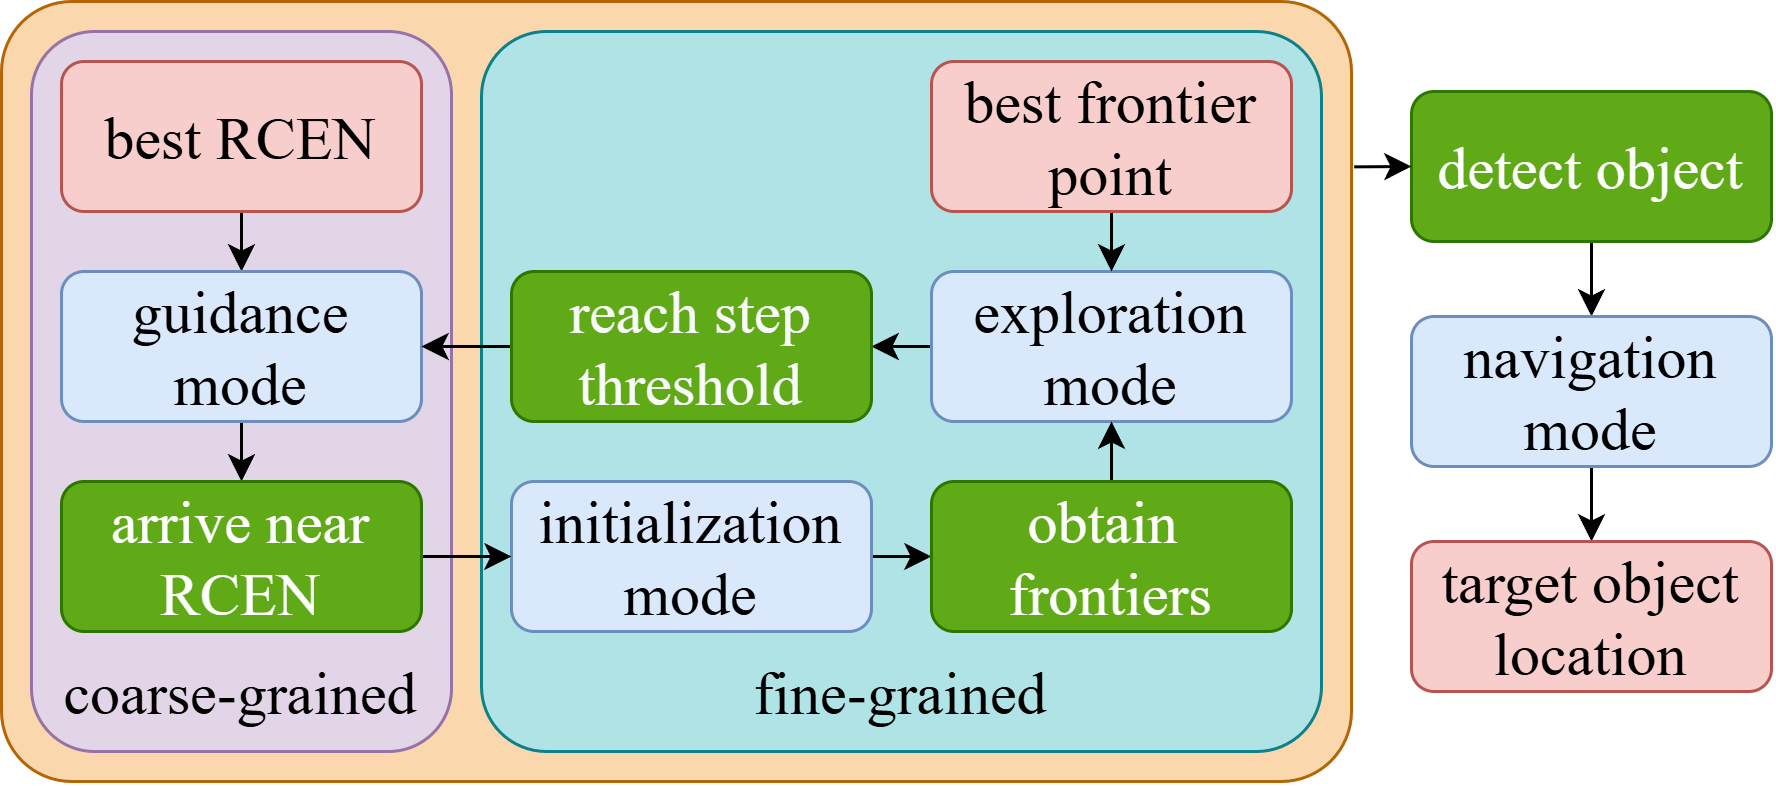 best RCEN
guidance
mode
arrive near
RCEN
coarse-grained
best frontier
point
reach step
threshold
exploration
mode
initialization
mode
obtain
frontiers
fine-grained
detect object
navigation
mode
target object
location